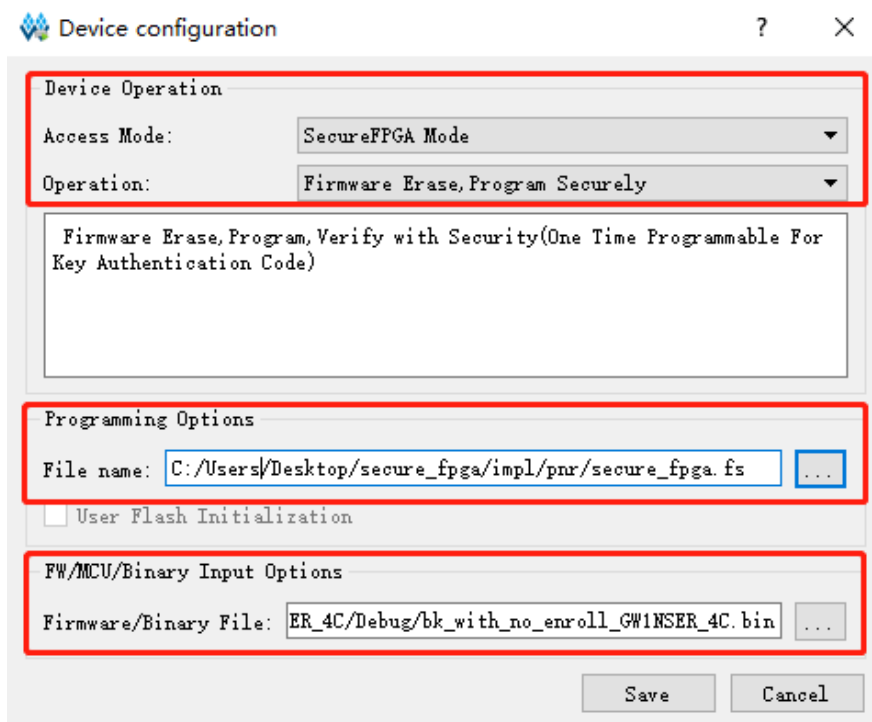 Device configuration
?
Device Operation
Access Mode:
SecureFPGA Mode
Operation:
Firmware Erase,Program Securely
Firmware Erase,Program,Verify with Security(One Time Programmable For
Key Authentication Code)
Programming Options
File name:
C:/Users/Desktop/secure_fpga/impl/pnr/secure_fpga.fs
...
User Flash Initialization
FW/MCU/Binary Input Options
Firmware/Binary File:
ER_4C/Debug/bk_with_no_enroll_GW1NSER_4C.bin
...
Save
Cancel